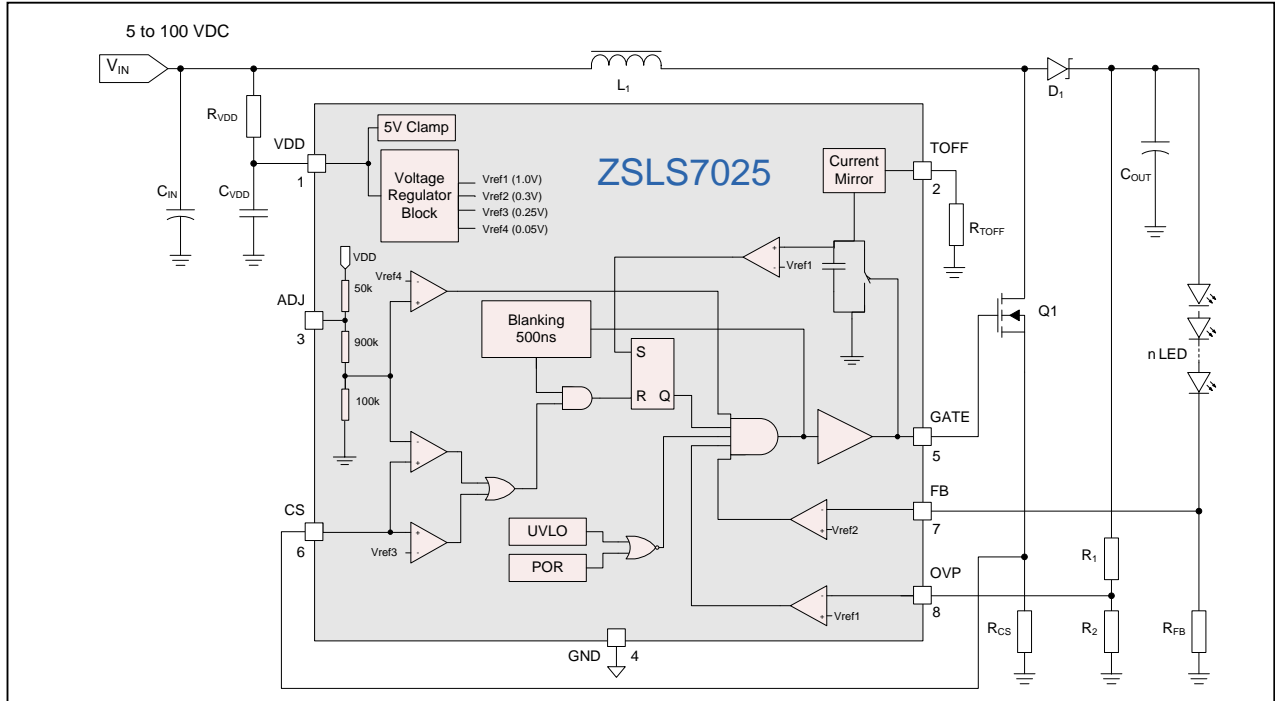 5 to 100 VDC
VIN
L1
D1
RVDD
VDD
1
5V Clamp
ZSLS7025
TOFF
2
Current
Mirror
COUT
CIN
CVDD
Voltage
Regulator
Block
Vref1 (1.0V)
Vref2 (0.3V)
Vref3 (0.25V)
Vref4 (0.05V)
RTOFF
VDD
+
-
Vref1
ADJ
3
50k
Vref4
-
+
900k
100k
Blanking
500ns
S
R
Q
Q1
n LED
GATE
5
-
+
CS
6
+
-
Vref3
UVLO
POR
FB
7
-
+
Vref2
OVP
8
-
+
Vref1
R1
R2
RCS
RFB
GND
4